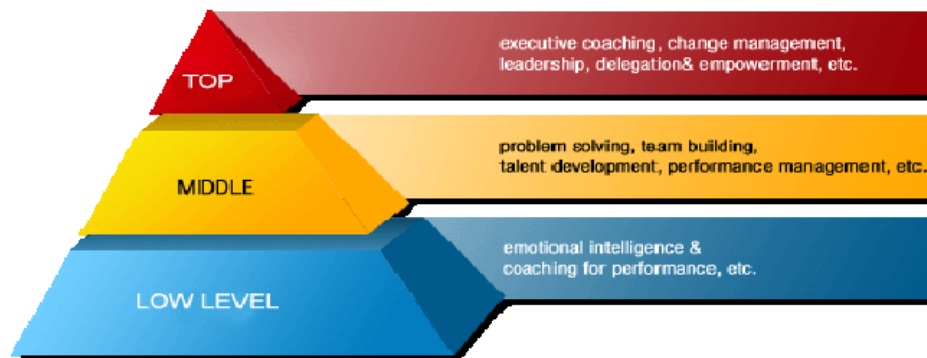 TOP
executive coaching, change management,
leadership, delegation& empowerment, etc.
MIDDLE
problem solving, team building,
talent development, performance management, etc.
LOW LEVEL
emotional intelligence &
coaching for performance, etc.